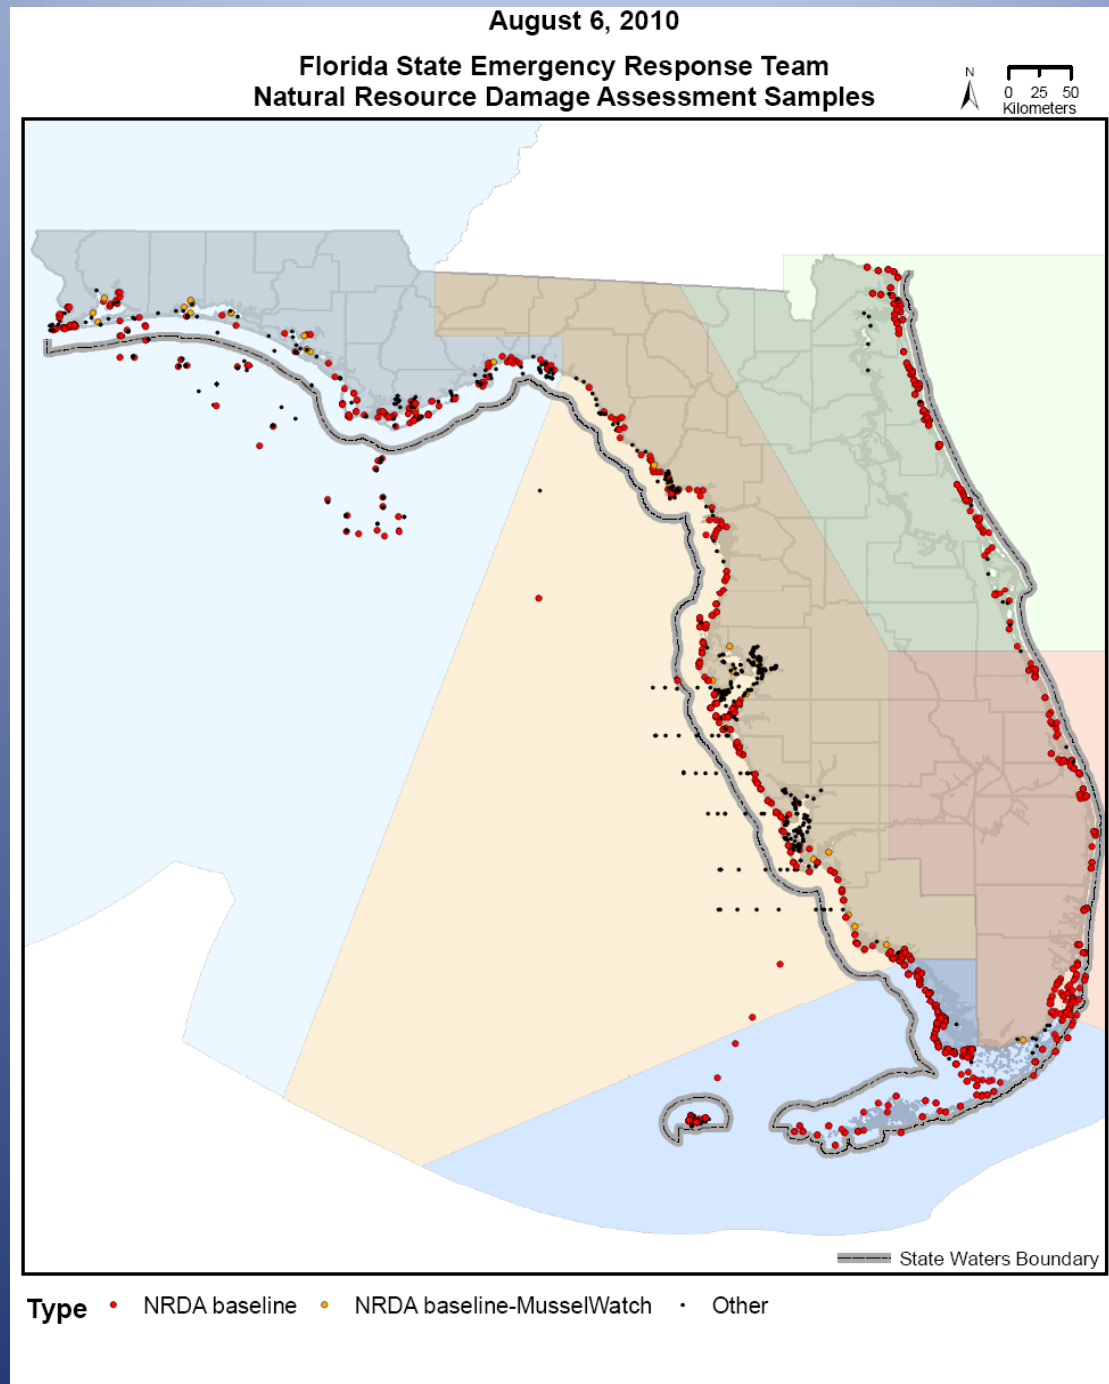 August 6, 2010
Florida State Emergency Response Team
Natural Resource Damage Assessment Samples
N
0 25 50
Kilometers
State Waters Boundary
Type NRDA baseline NRDA baseline-MusselWatch Other